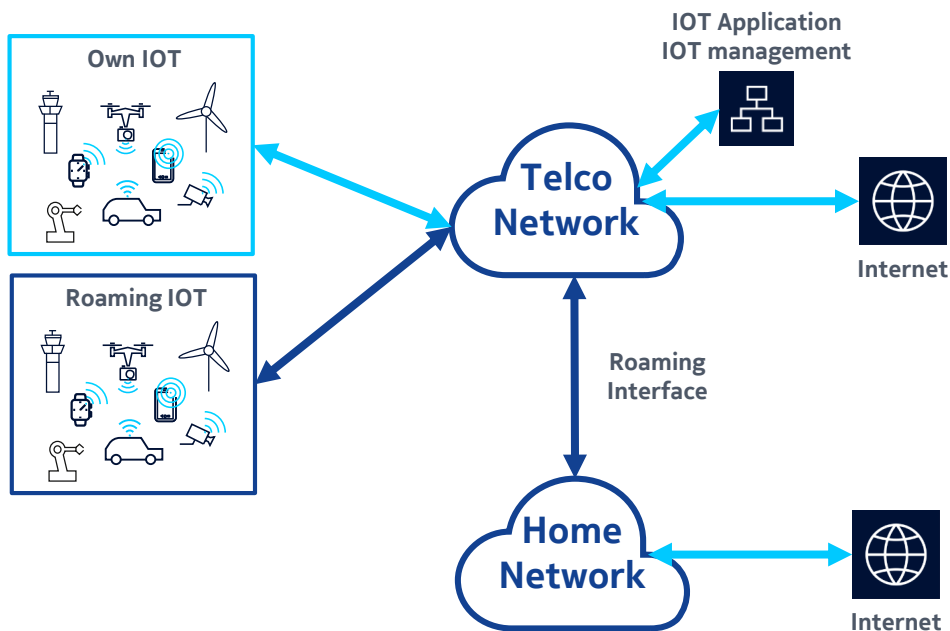 IOT Application
IOT management
Own IOT
Telco
Network
Internet
Roaming IOT
Roaming
Interface
Home
Network
Internet